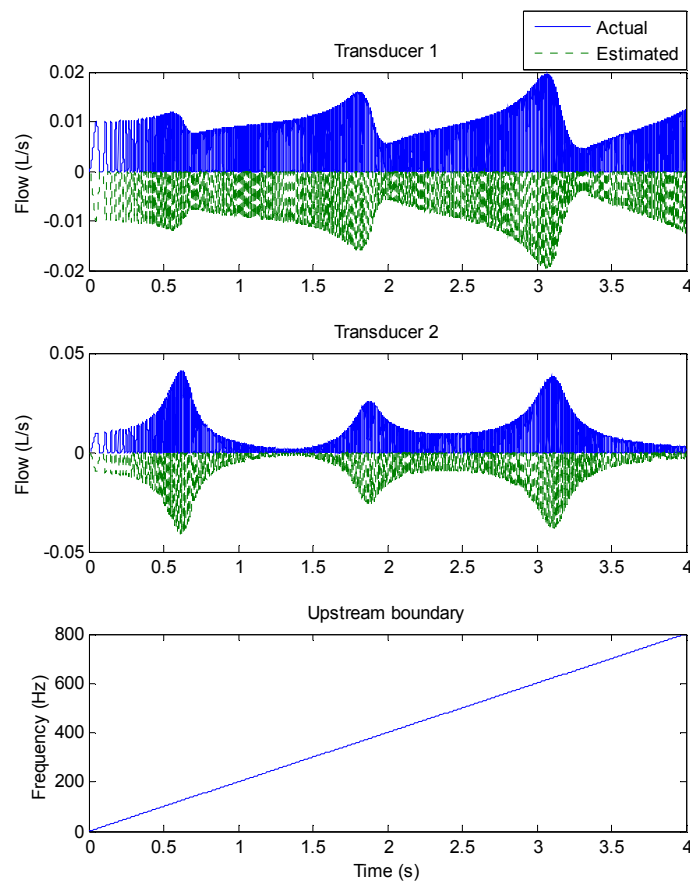 Actual
Estimated
Transducer 1
0.02
0.01
0
-0.01
-0.02
Flow (L/s)
0 0.5 1 1.5 2 2.5 3 3.5 4
Transducer 2
0.05
0
-0.05
Flow (L/s)
0 0.5 1 1.5 2 2.5 3 3.5 4
Upstream boundary
800
600
400
200
0
Frequency (Hz)
0 0.5 1 1.5 2 2.5 3 3.5 4
Time (s)